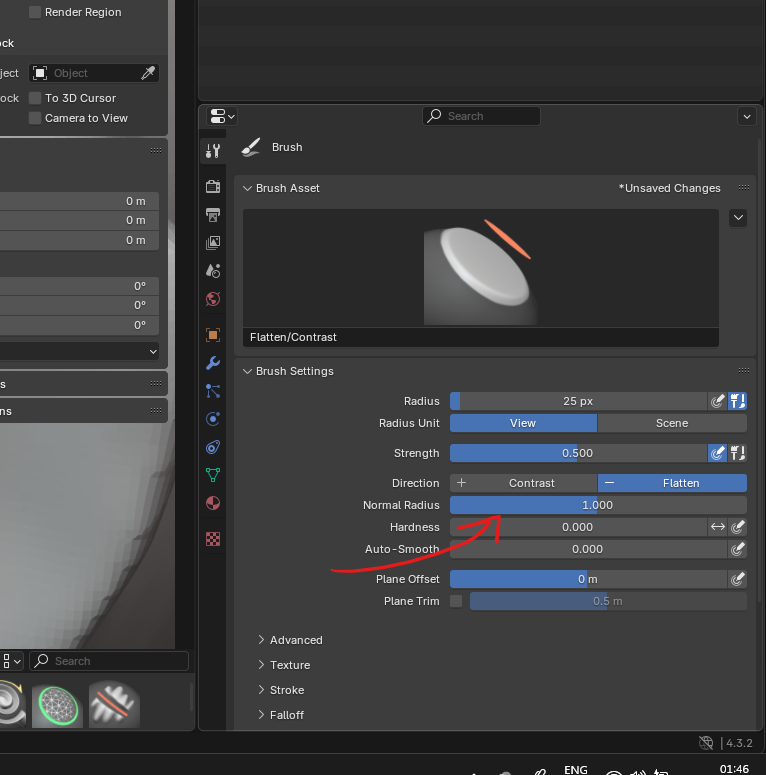 Render Region
ock
ject Object
ock To 3D Cursor
Camera to View
0 m
0 m
0 m
0°
0°
0°
s
ns
Search
Search
Brush
Brush Asset *Unsaved Changes
Flatten/Contrast
Brush Settings
Radius 25 px
Radius Unit View Scene
Strength 0.500
Direction + Contrast − Flatten
Normal Radius 1.000
Hardness 0.000
Auto-Smooth 0.000
Plane Offset 0 m
Plane Trim 0.5 m
Advanced
Texture
Stroke
Falloff
4.3.2
ENG 01:46